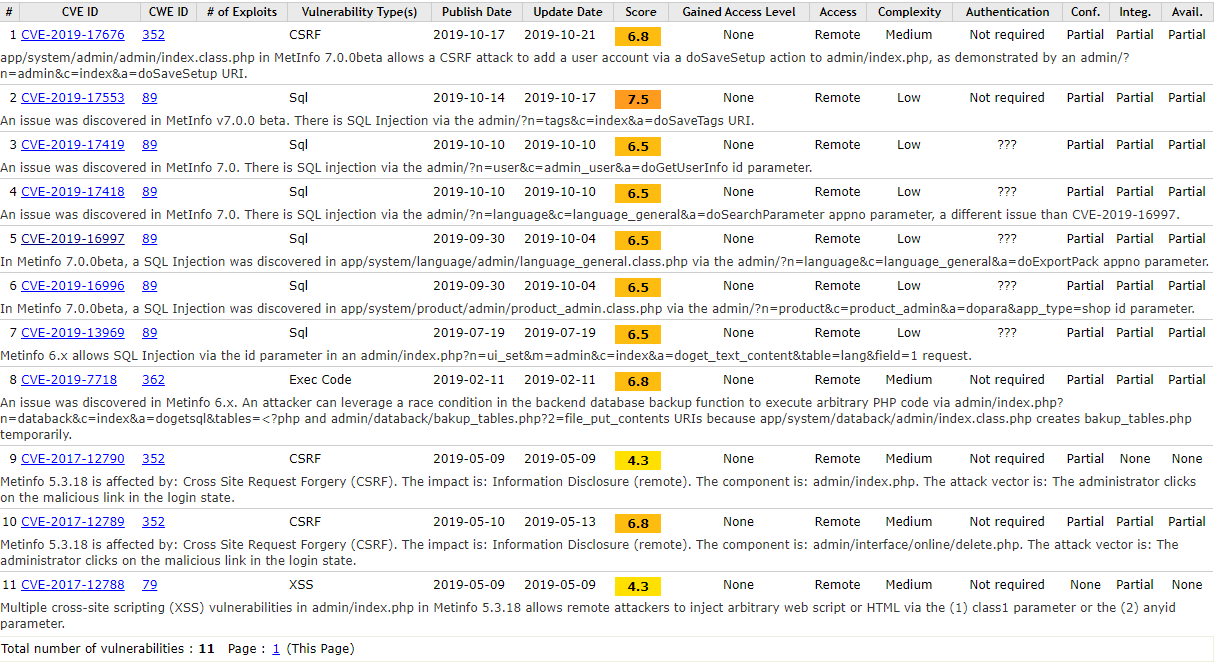 # CVE ID CWE ID # of Exploits Vulnerability Type(s) Publish Date Update Date Score Gained Access Level Access Complexity Authentication Conf. Integ. Avail.
1 CVE-2019-17676 352 CSRF 2019-10-17 2019-10-21 6.8 None Remote Medium Not required Partial Partial Partial
app/system/admin/admin/index.class.php in MetInfo 7.0.0beta allows a CSRF attack to add a user account via a doSaveSetup action to admin/index.php, as demonstrated by an admin/?
n=admin&c=index&a=doSaveSetup URI.
2 CVE-2019-17553 89 Sql 2019-10-14 2019-10-17 7.5 None Remote Low Not required Partial Partial Partial
An issue was discovered in MetInfo v7.0.0 beta. There is SQL Injection via the admin/?n=tags&c=index&a=doSaveTags URI.
3 CVE-2019-17419 89 Sql 2019-10-10 2019-10-10 6.5 None Remote Low ??? Partial Partial Partial
An issue was discovered in MetInfo 7.0. There is SQL injection via the admin/?n=user&c=admin_user&a=doGetUserInfo id parameter.
4 CVE-2019-17418 89 Sql 2019-10-10 2019-10-10 6.5 None Remote Low ??? Partial Partial Partial
An issue was discovered in MetInfo 7.0. There is SQL injection via the admin/?n=language&c=language_general&a=doSearchParameter appno parameter, a different issue than CVE-2019-16997.
5 CVE-2019-16997 89 Sql 2019-09-30 2019-10-04 6.5 None Remote Low ??? Partial Partial Partial
In Metinfo 7.0.0beta, a SQL Injection was discovered in app/system/language/admin/language_general.class.php via the admin/?n=language&c=language_general&a=doExportPack appno parameter.
6 CVE-2019-16996 89 Sql 2019-09-30 2019-10-04 6.5 None Remote Low ??? Partial Partial Partial
In Metinfo 7.0.0beta, a SQL Injection was discovered in app/system/product/admin/product_admin.class.php via the admin/?n=product&c=product_admin&a=dopara&app_type=shop id parameter.
7 CVE-2019-13969 89 Sql 2019-07-19 2019-07-19 6.5 None Remote Low ??? Partial Partial Partial
Metinfo 6.x allows SQL Injection via the id parameter in an admin/index.php?n=ui_set&m=admin&c=index&a=doget_text_content&table=lang&field=1 request.
8 CVE-2019-7718 362 Exec Code 2019-02-11 2019-02-11 6.8 None Remote Medium Not required Partial Partial Partial
An issue was discovered in Metinfo 6.x. An attacker can leverage a race condition in the backend database backup function to execute arbitrary PHP code via admin/index.php?
n=databack&c=index&a=dogetsql&tables=<?php and admin/databack/bakup_tables.php?2=file_put_contents URIs because app/system/databack/admin/index.class.php creates bakup_tables.php
temporarily.
9 CVE-2017-12790 352 CSRF 2019-05-09 2019-05-09 4.3 None Remote Medium Not required Partial None None
Metinfo 5.3.18 is affected by: Cross Site Request Forgery (CSRF). The impact is: Information Disclosure (remote). The component is: admin/index.php. The attack vector is: The administrator clicks
on the malicious link in the login state.
10 CVE-2017-12789 352 CSRF 2019-05-10 2019-05-13 6.8 None Remote Medium Not required Partial Partial Partial
Metinfo 5.3.18 is affected by: Cross Site Request Forgery (CSRF). The impact is: Information Disclosure (remote). The component is: admin/interface/online/delete.php. The attack vector is: The
administrator clicks on the malicious link in the login state.
11 CVE-2017-12788 79 XSS 2019-05-09 2019-05-09 4.3 None Remote Medium Not required None Partial None
Multiple cross-site scripting (XSS) vulnerabilities in admin/index.php in Metinfo 5.3.18 allows remote attackers to inject arbitrary web script or HTML via the (1) class1 parameter or the (2) anyid
parameter.
Total number of vulnerabilities : 11 Page : 1 (This Page)